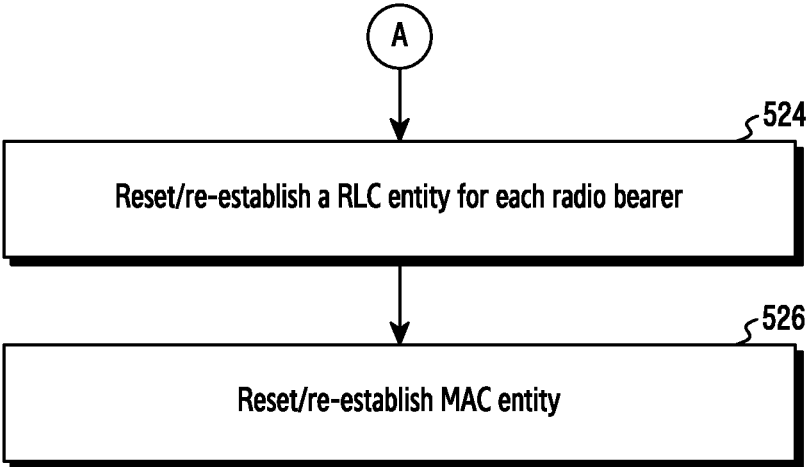 A
524
Reset/re-establish a RLC entity for each radio bearer
526
Reset/re-establish MAC entity